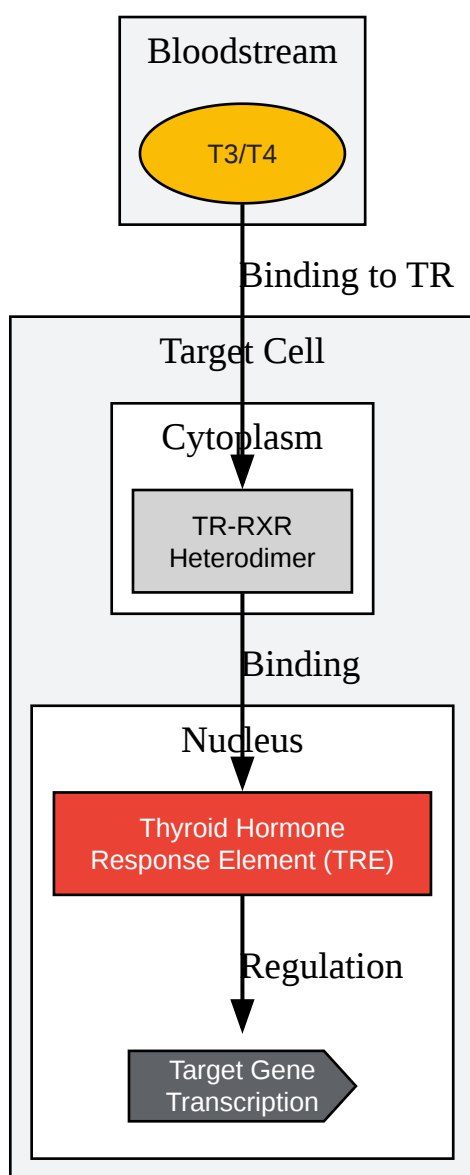 Bloodstream
T3/T4
Binding to TR
Target Cell
Cytoplasm
TR-RXR
Heterodimer
Binding
Nucleus
Thyroid Hormone
Response Element (TRE)
Regulation
Target Gene
Transcription